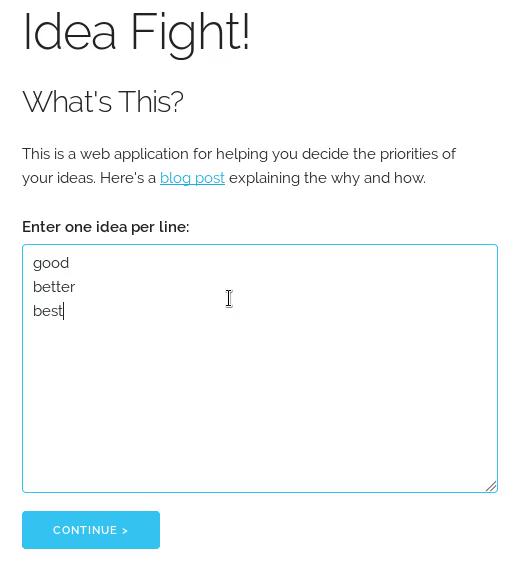 Idea Fight!
What's This?
This is a web application for helping you decide the priorities of
your ideas. Here's a blog post explaining the why and how.
Enter one idea per line:
good
better
best
CONTINUE >